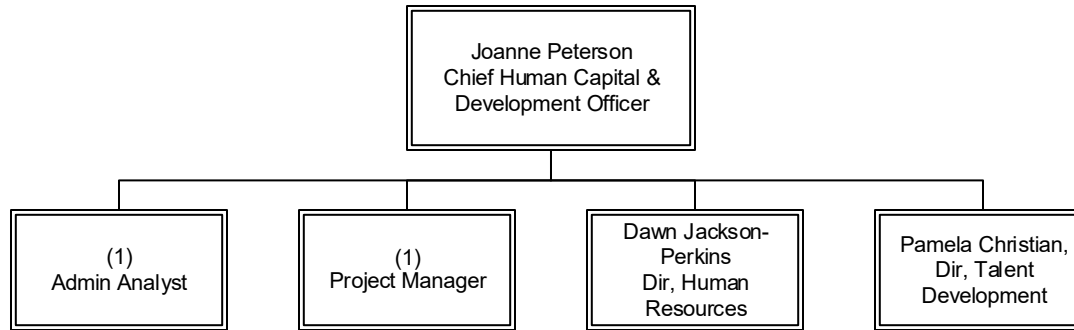 Joanne Peterson
Chief Human Capital &
Development Officer
(1)
Admin Analyst
(1)
Project Manager
Dawn Jackson-
Perkins
Dir, Human
Resources
Pamela Christian,
Dir, Talent
Development